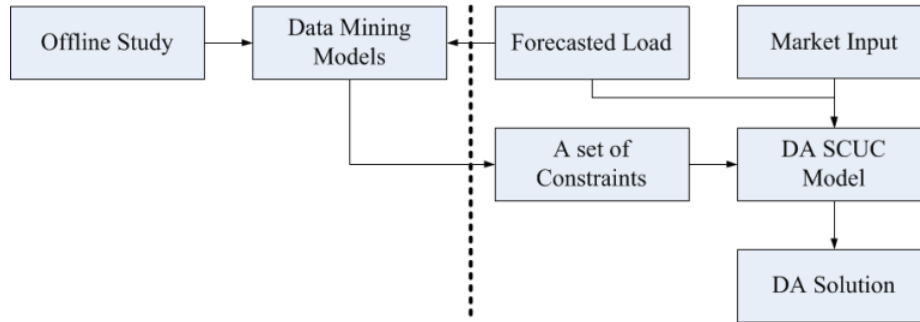 Offline Study
Data Mining
Models
Forecasted Load
Market Input
A set of
Constraints
DA SCUC
Model
DA Solution